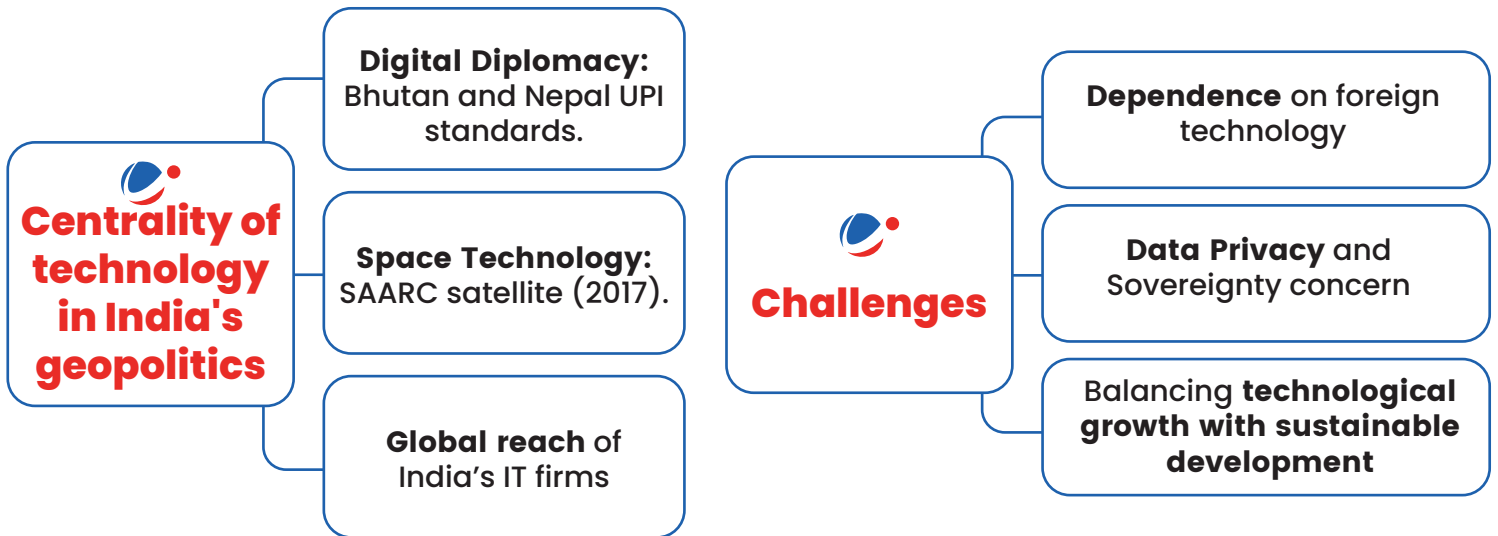 Centrality of
technology
in India's
geopolitics
Digital Diplomacy:
Bhutan and Nepal UPI
standards.
Space Technology:
SAARC satellite (2017).
Global reach of
India’s IT firms
Challenges
Dependence on foreign
technology
Data Privacy and
Sovereignty concern
Balancing technological
growth with sustainable
development